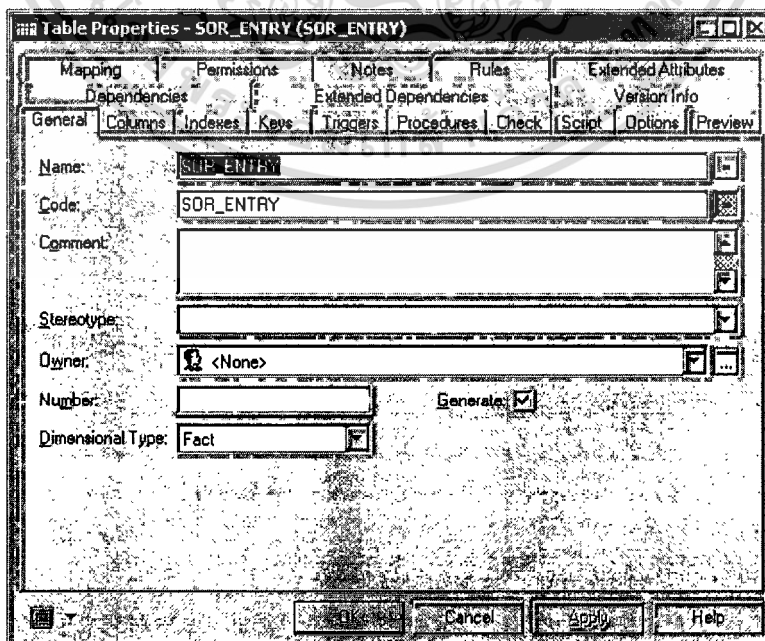 Table Properties - SOR_ENTRY (SOR_ENTRY)
Mapping Permissions Notes Rules Extended Attributes
Dependencies Extended Dependencies Version Info
General Columns Indexes Keys Triggers Procedures Check Script Options Preview
Name: SOR_ENTRY
Code: SOR_ENTRY
Comment:
Stereotype:
Owner: <None> ...
Number: Generate:
Dimensional Type: Fact
OK Cancel Apply Help